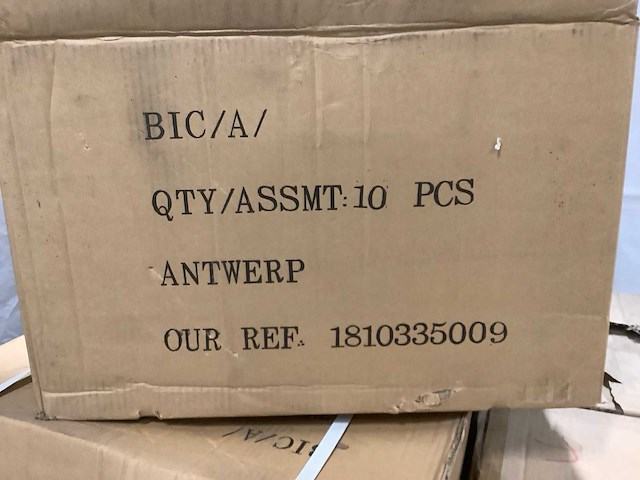 BIC/A/
QTY/ASSMT: 10 PCS
ANTWERP
OUR REF. 1810335009
BIC/A/